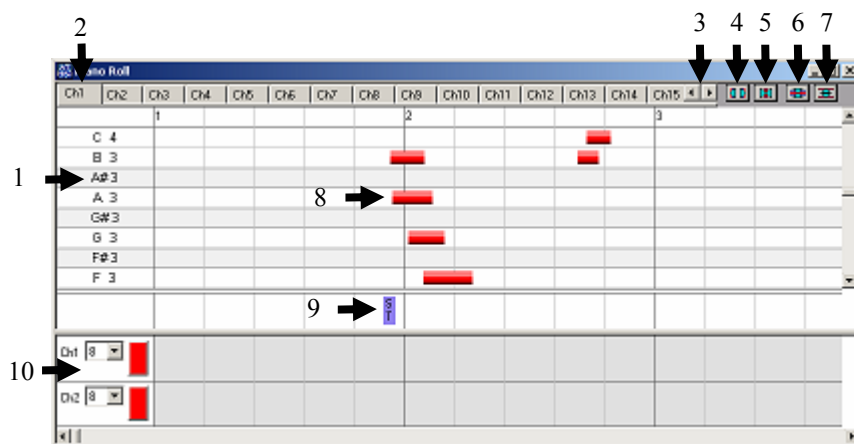 2 3 4 5 6 7
ano Roll
Ch1 Ch2 Ch3 Ch4 Ch5 Ch6 Ch7 Ch8 Ch9 Ch10 Ch11 Ch12 Ch13 Ch14 Ch15
1 2 3
C 4
B 3
1 A#3
8 A 3
G#3
G 3
F#3
F 3
9 S
T
Ch1 8
10
Ch2 8